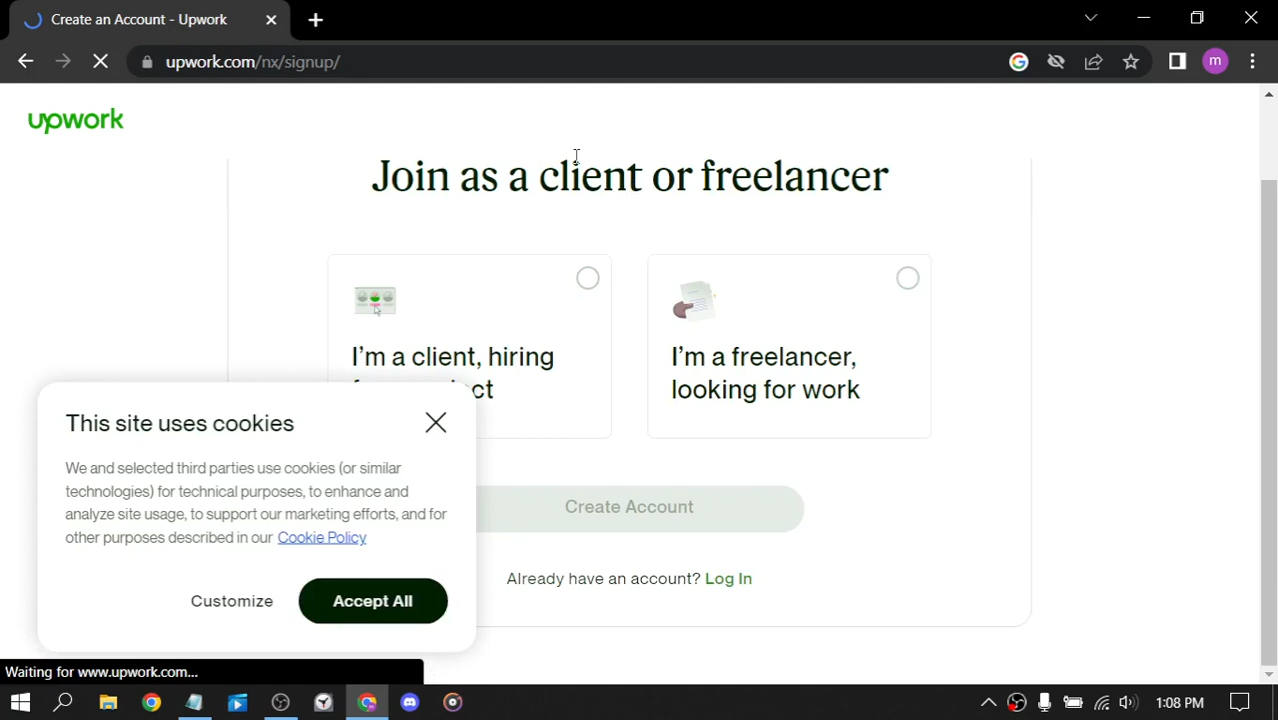 Create an Account - Upwork
upwork.com/nx/signup/
m
upwork
Join as a client or freelancer
I'm a client, hiring
I'm a freelancer,
looking for work
This site uses cookies
We and selected third parties use cookies (or similar
technologies) for technical purposes, to enhance and
analyze site usage, to support our marketing efforts, and for
other purposes described in our Cookie Policy
Customize
Accept All
Create Account
Already have an account? Log In
Waiting for www.upwork.com...
1:08 PM